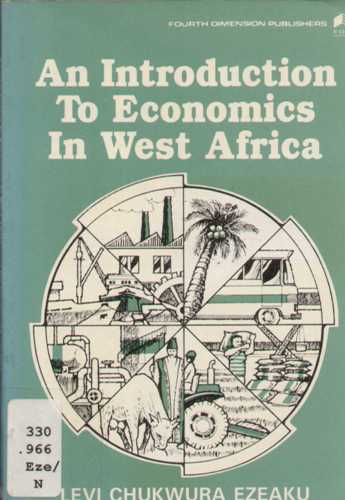 FOURTH DIMENSION PUBLISHERS
An Introduction
To Economics
In West Africa
330
.966
Eze/
N
LEVI CHUKWURA EZEAKU